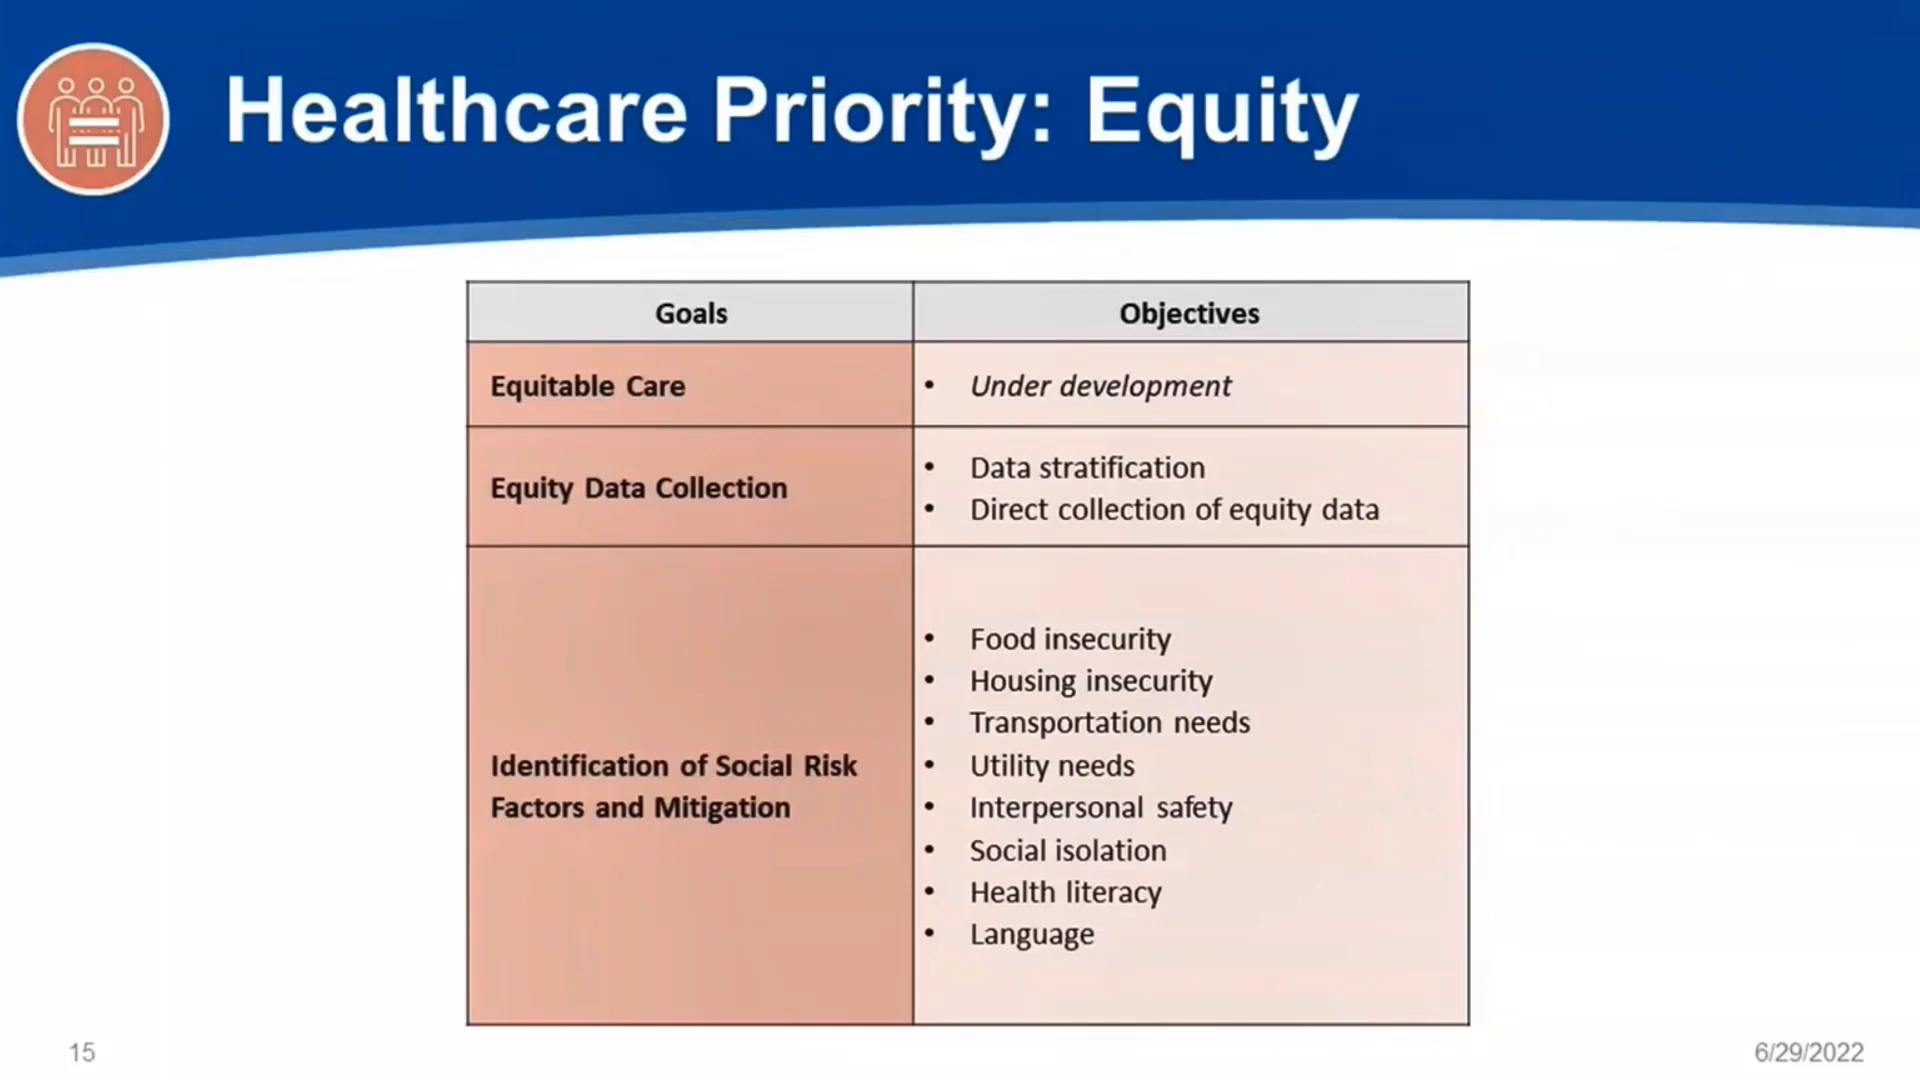 Healthcare Priority: Equity
Goals
Objectives
Equitable Care
• Under development
Equity Data Collection
• Data stratification
• Direct collection of equity data
Identification of Social Risk
Factors and Mitigation
• Food insecurity
• Housing insecurity
• Transportation needs
• Utility needs
• Interpersonal safety
• Social isolation
• Health literacy
• Language
15
6/29/2022